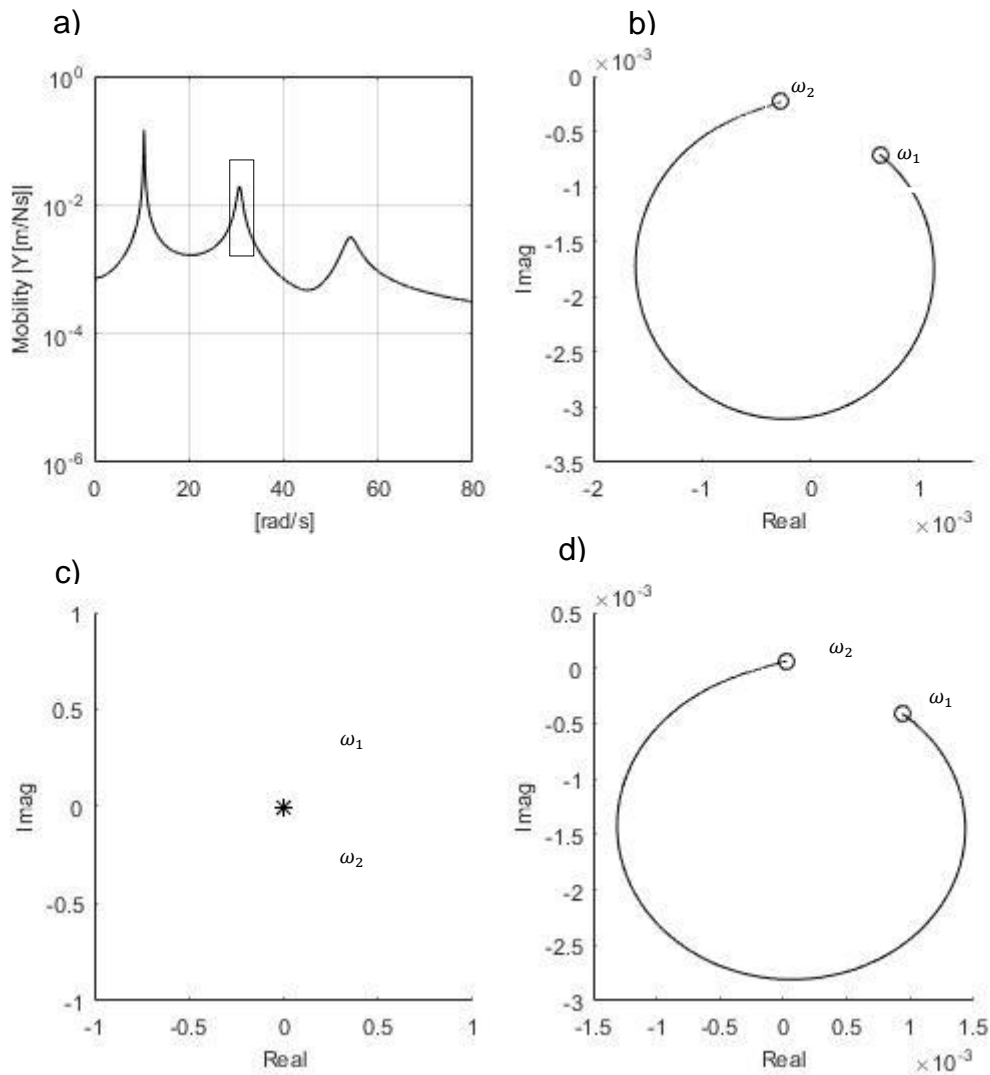 a)
10⁰
10⁻²
10⁻⁴
10⁻⁶
Mobility |Y[m/Ns]|
0 20 40 60 80
[rad/s]
b)
×10⁻³
0
-0.5
-1
-1.5
-2
-2.5
-3
-3.5
Imag
ω₂
ω₁
-2 -1 0 1
Real
×10⁻³
c)
1
0.5
0
-0.5
-1
Imag
ω₁
ω₂
-1 -0.5 0 0.5 1
Real
d)
×10⁻³
0.5
0
-0.5
-1
-1.5
-2
-2.5
-3
Imag
ω₂
ω₁
-1.5 -1 -0.5 0 0.5 1 1.5
Real
×10⁻³